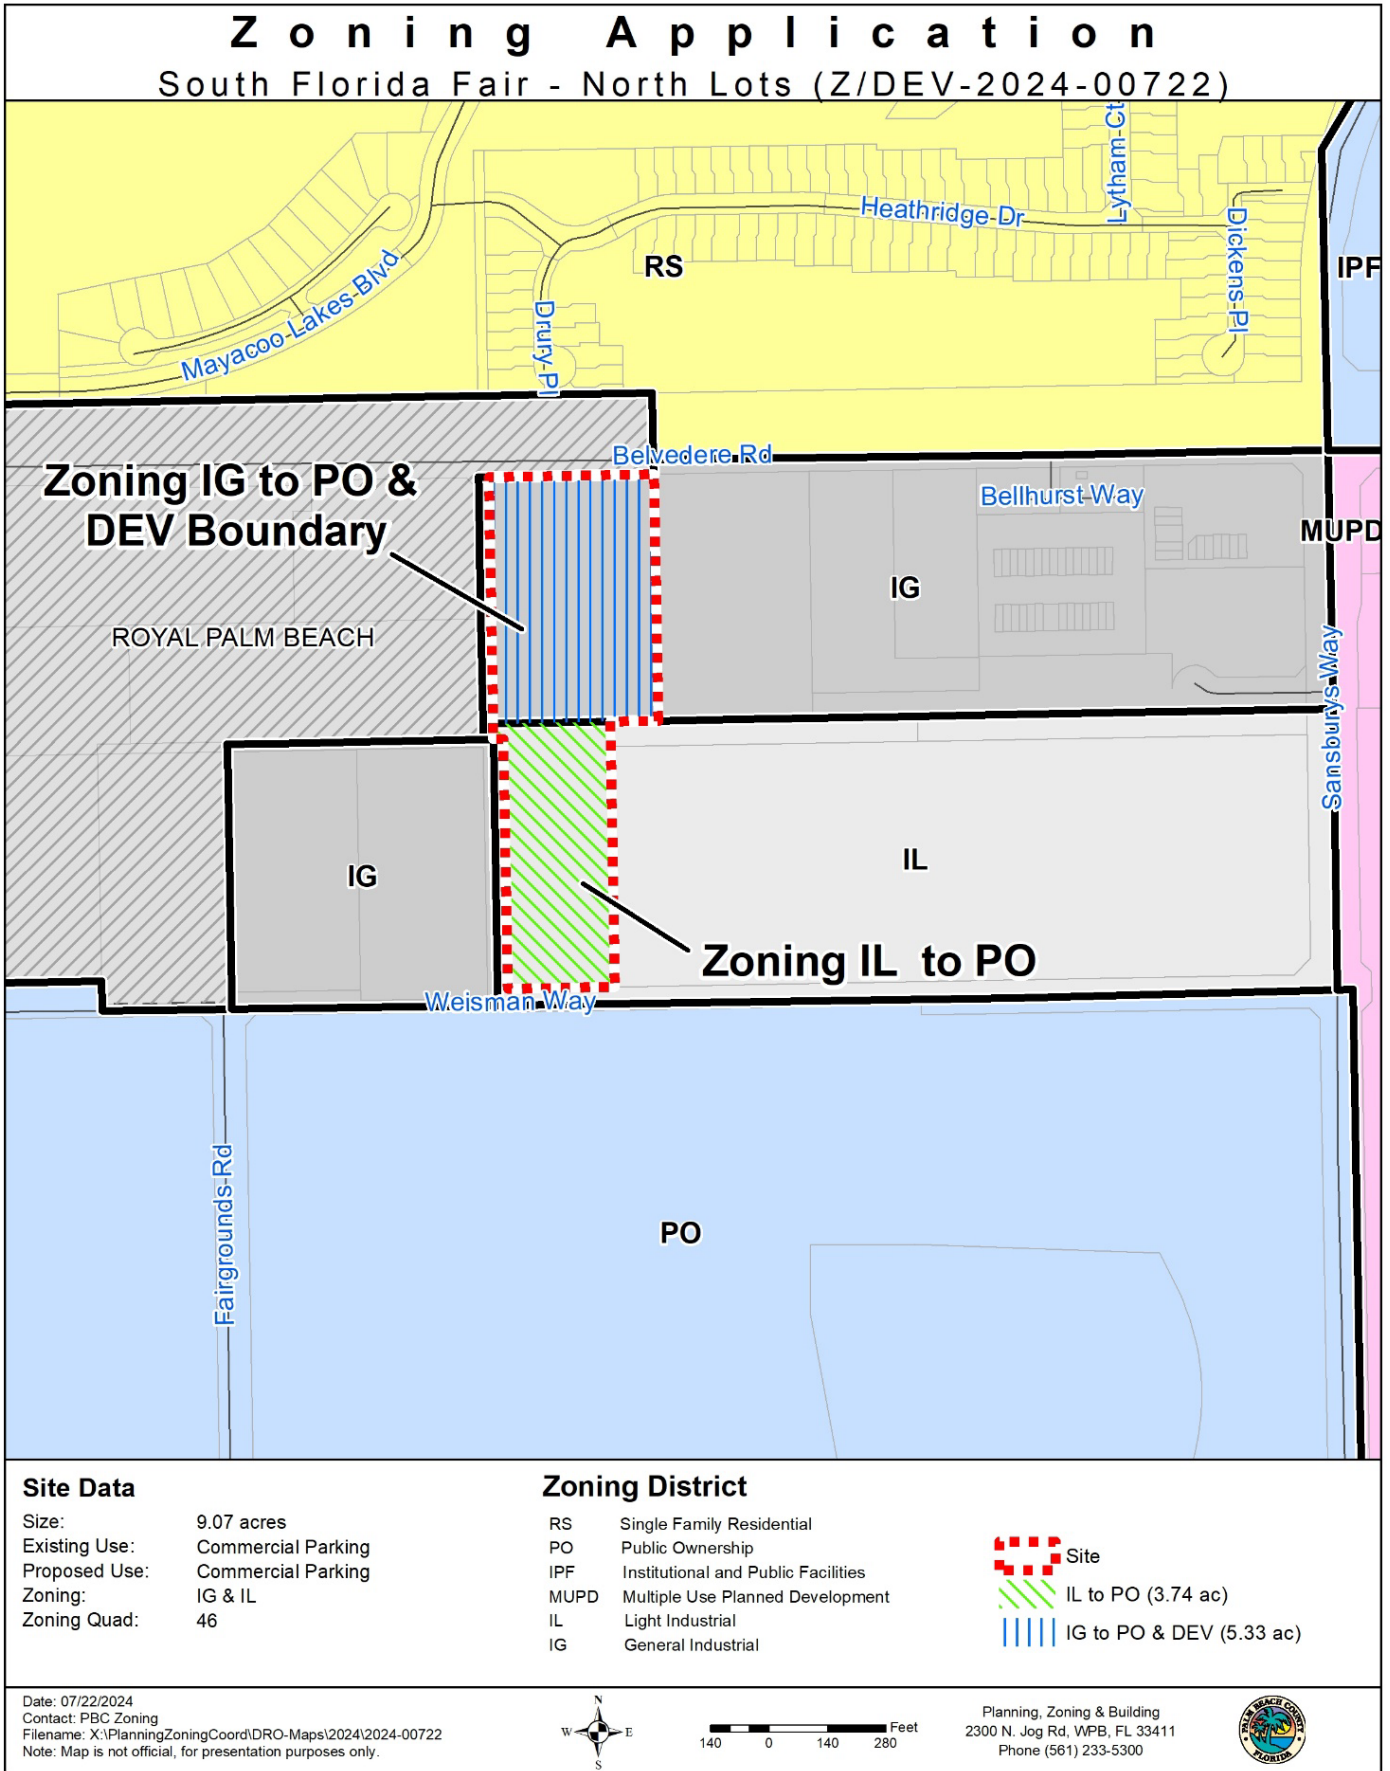 Zoning Application
South Florida Fair - North Lots (Z/DEV-2024-00722)
Lytham Ct
Heathridge Dr
Dickens Pl
RS
IPF
Mayacoo Lakes Blvd
Drury Pl
Belvedere Rd
Zoning IG to PO &
DEV Boundary
Bellhurst Way
MUPD
IG
ROYAL PALM BEACH
Sansburys Way
IG
IL
Zoning IL to PO
Weisman Way
Fairgrounds Rd
PO
Site Data
Size: 9.07 acres
Existing Use: Commercial Parking
Proposed Use: Commercial Parking
Zoning: IG & IL
Zoning Quad: 46
Zoning District
RS Single Family Residential
PO Public Ownership
IPF Institutional and Public Facilities
MUPD Multiple Use Planned Development
IL Light Industrial
IG General Industrial
Site
IL to PO (3.74 ac)
IG to PO & DEV (5.33 ac)
Date: 07/22/2024
Contact: PBC Zoning
Filename: X:\PlanningZoningCoord\DRO-Maps\2024\2024-00722
Note: Map is not official, for presentation purposes only.
N
W E
S
Feet
140 0 140 280
Planning, Zoning & Building
2300 N. Jog Rd, WPB, FL 33411
Phone (561) 233-5300
PALM BEACH COUNTY
FLORIDA